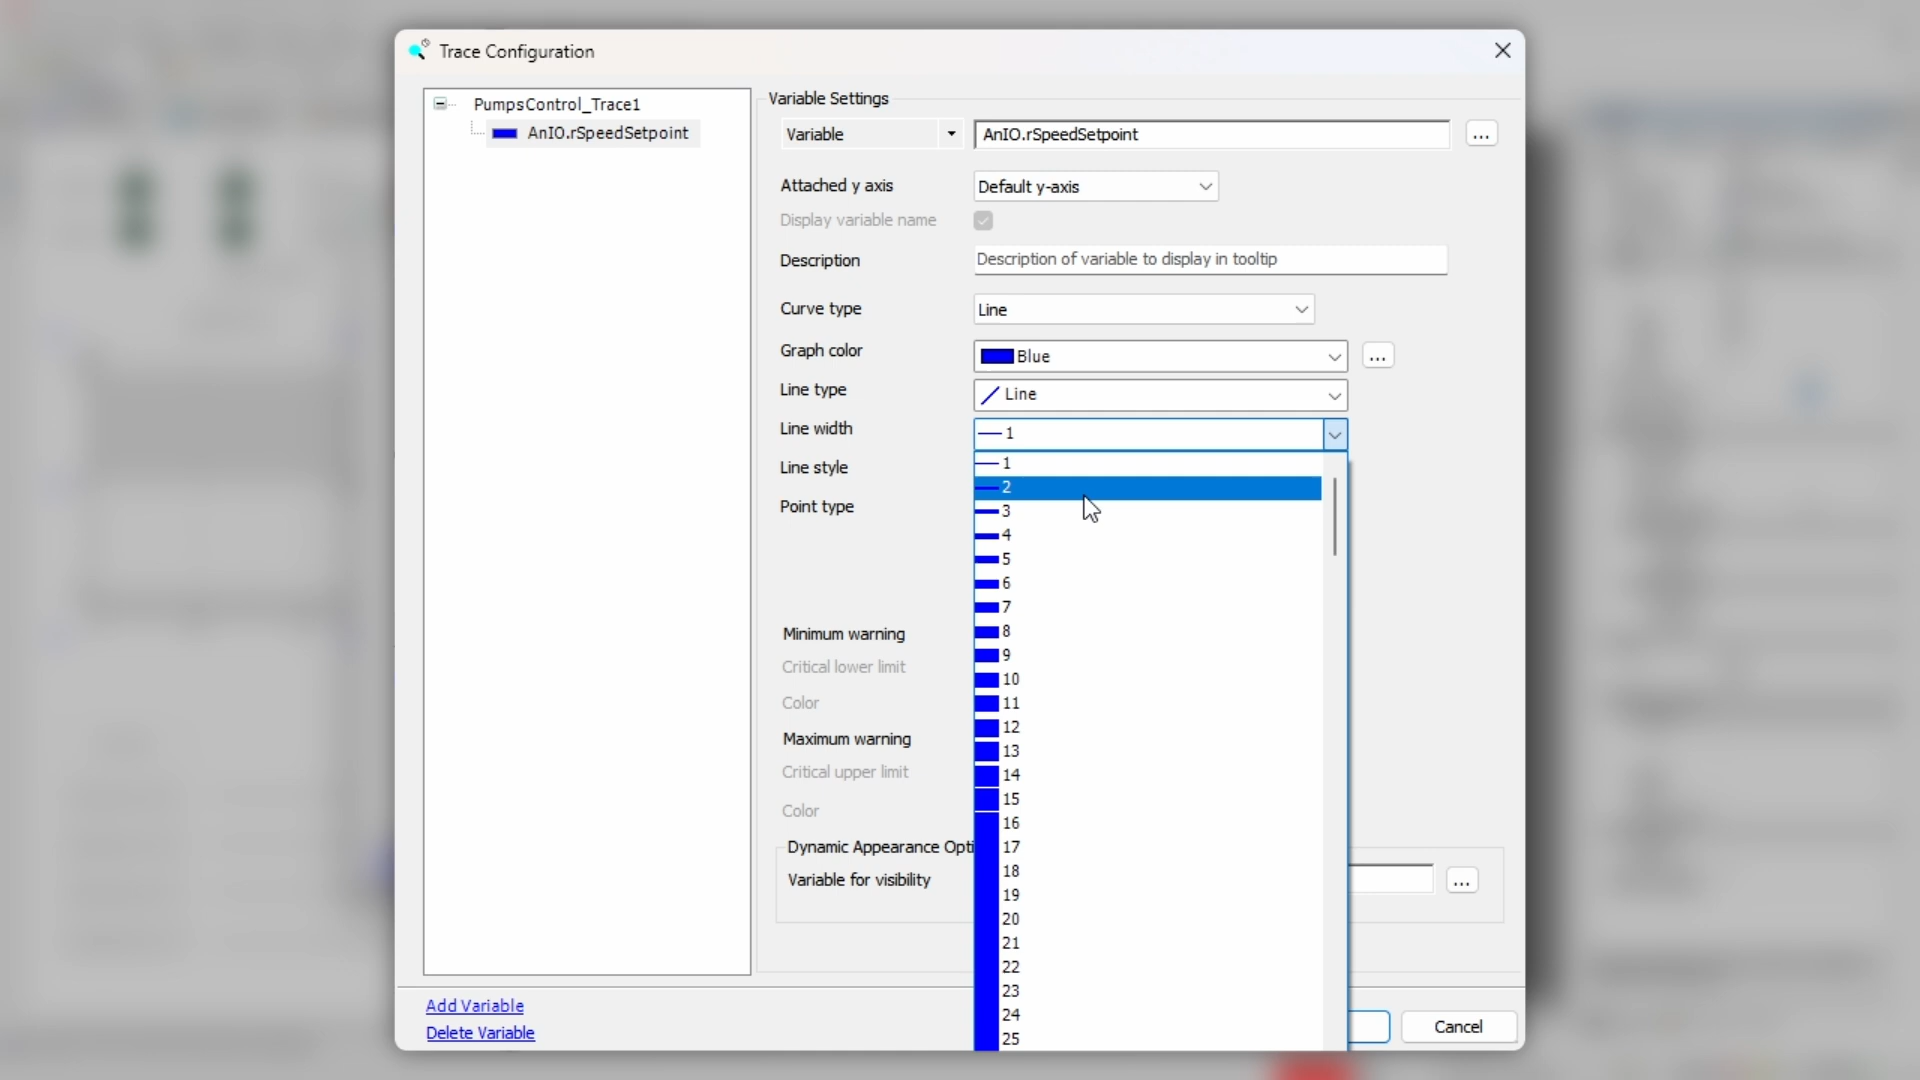 Trace Configuration
PumpsControl_Trace1
AnIO.rSpeedSetpoint
Variable Settings
Variable
AnIO.rSpeedSetpoint
...
Attached y axis
Default y-axis
Display variable name
Description
Description of variable to display in tooltip
Curve type
Line
Graph color
Blue
...
Line type
Line
Line width
1
Line style
Point type
1
2
3
4
5
6
7
8
9
10
11
12
13
14
15
16
17
18
19
20
21
22
23
24
25
Minimum warning
Critical lower limit
Color
Maximum warning
Critical upper limit
Color
Dynamic Appearance Opti
Variable for visibility
...
Add Variable
Delete Variable
Cancel